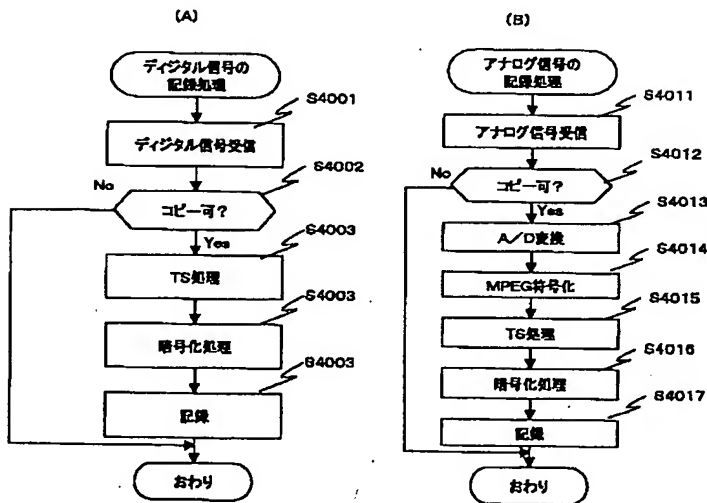 (A)
ディジタル信号の
記録処理
S4001
ディジタル信号受信
S4002
No
コピー可?
Yes
S4003
TS処理
S4003
暗号化処理
S4003
記録
おわり
(B)
アナログ信号の
記録処理
S4011
アナログ信号受信
S4012
No
コピー可?
Yes
S4013
A/D変換
S4014
MPEG符号化
S4015
TS処理
S4016
暗号化処理
S4017
記録
おわり